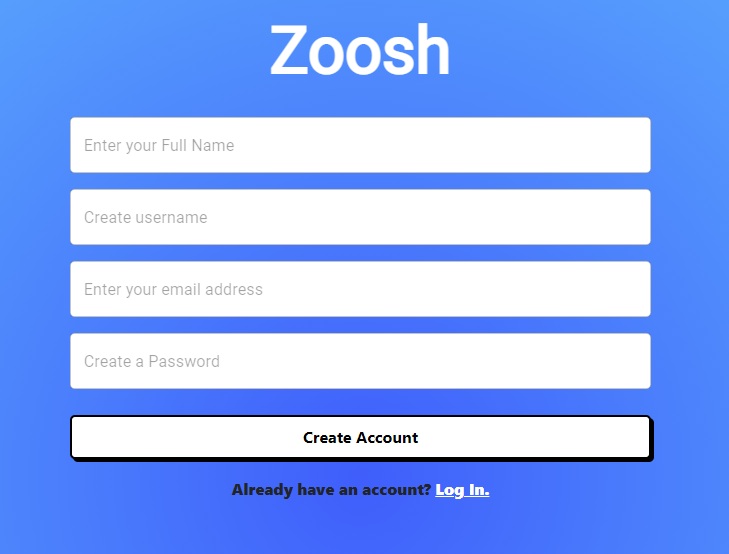 Zoosh
Enter your Full Name
Create username
Enter your email address
Create a Password
Create Account
Already have an account? Log In.